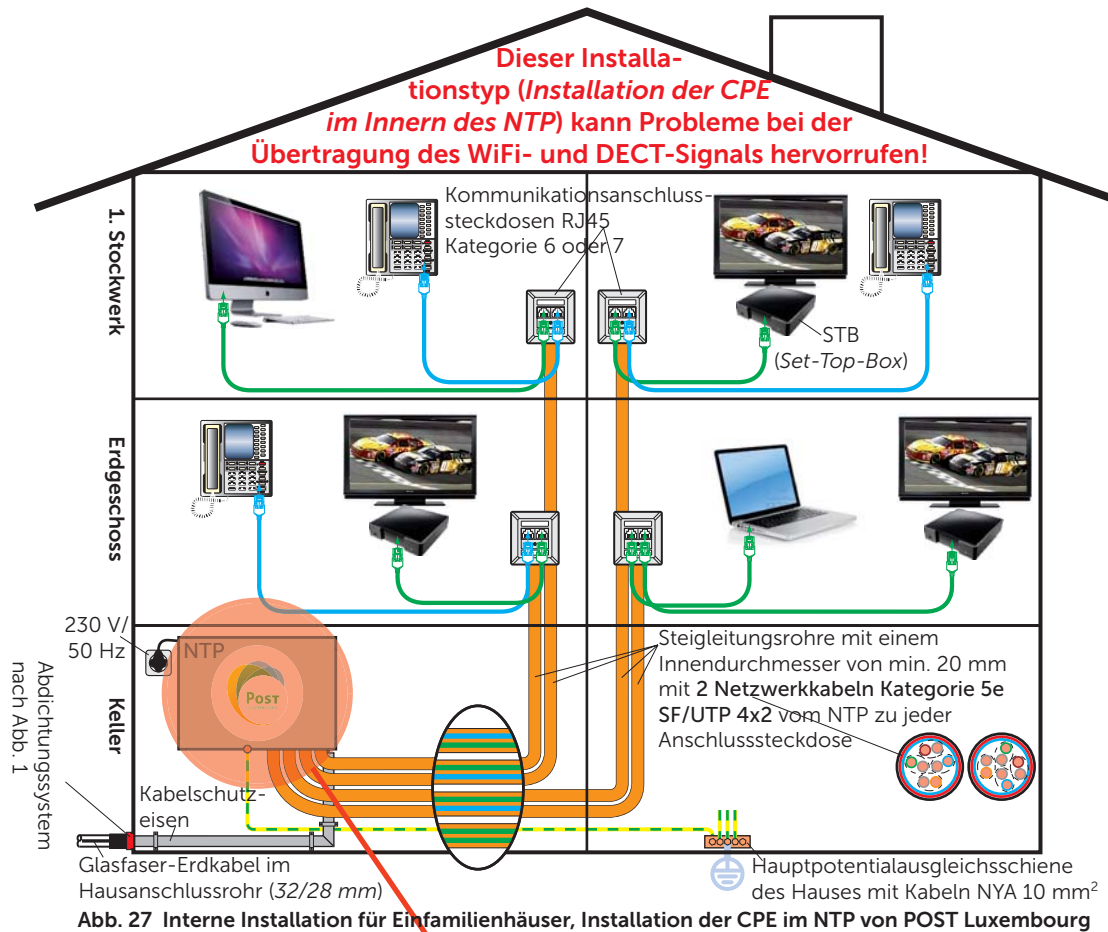 Dieser Installa-
tionstyp (Installation der CPE
im Innern des NTP) kann Probleme bei der
Übertragung des WiFi- und DECT-Signals hervorrufen!
1. Stockwerk
Kommunikationsanschluss-
steckdosen RJ45
Kategorie 6 oder 7
STB
(Set-Top-Box)
Erdgeschoss
230 V/
50 Hz
NTP
POST
Keller
Steigleitungsrohre mit einem
Innendurchmesser von min. 20 mm
mit 2 Netzwerkkabeln Kategorie 5e
SF/UTP 4x2 vom NTP zu jeder
Anschlusssteckdose
Abdichtungssystem
nach Abb. 1
Kabelschutz-
eisen
Glasfaser-Erdkabel im
Hausanschlussrohr (32/28 mm)
Hauptpotentialausgleichsschiene
des Hauses mit Kabeln NYA 10 mm²
Abb. 27 Interne Installation für Einfamilienhäuser, Installation der CPE im NTP von POST Luxembourg